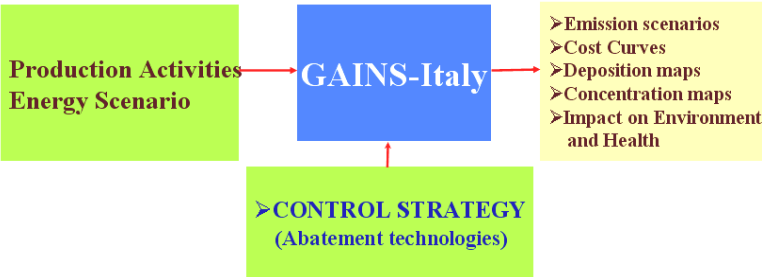 Production Activities
Energy Scenario
GAINS-Italy
➢Emission scenarios
➢Cost Curves
➢Deposition maps
➢Concentration maps
➢Impact on Environment
and Health
➢CONTROL STRATEGY
(Abatement technologies)